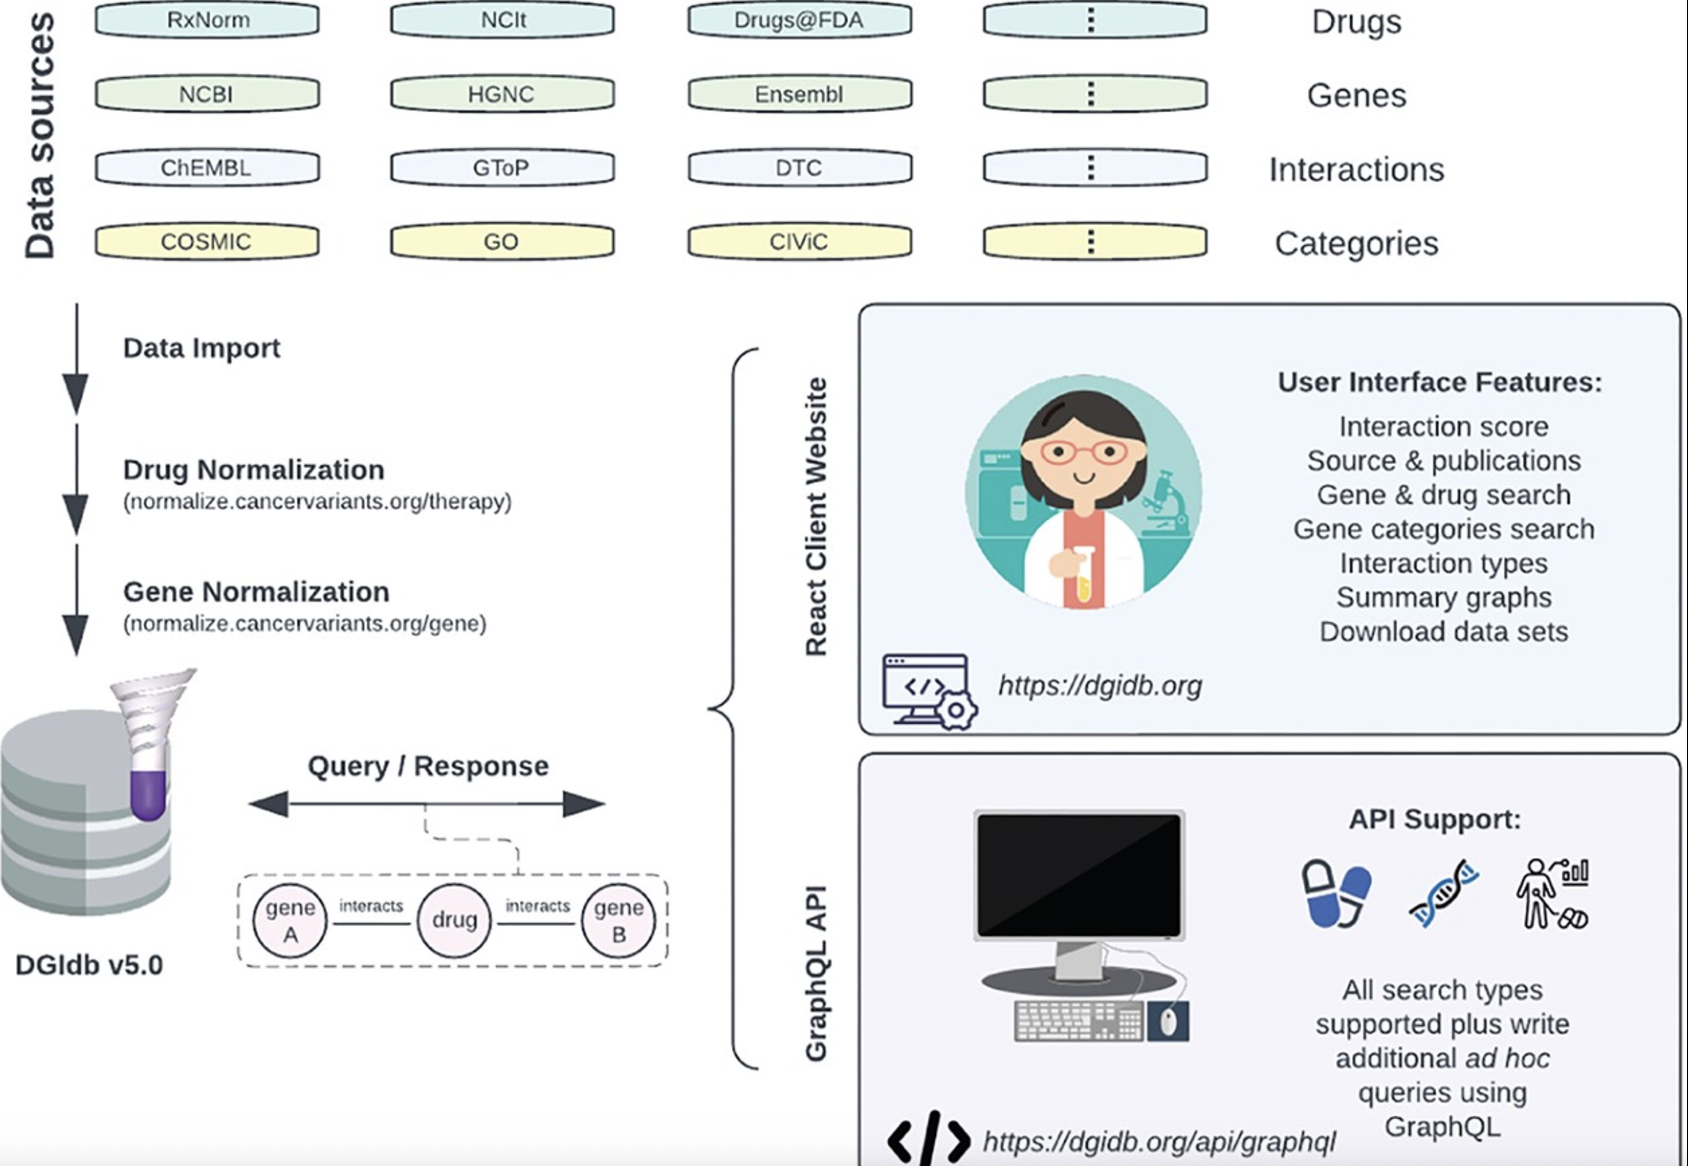 Data sources
RxNorm
NCIt
Drugs@FDA
Drugs
NCBI
HGNC
Ensembl
Genes
ChEMBL
GToP
DTC
Interactions
COSMIC
GO
CIViC
Categories
Data Import
Drug Normalization
(normalize.cancervariants.org/therapy)
Gene Normalization
(normalize.cancervariants.org/gene)
DGIdb v5.0
Query / Response
gene
A
interacts
drug
interacts
gene
B
React Client Website
User Interface Features:
Interaction score
Source & publications
Gene & drug search
Gene categories search
Interaction types
Summary graphs
Download data sets
</>
https://dgidb.org
GraphQL API
API Support:
All search types
supported plus write
additional ad hoc
queries using
GraphQL
</>
https://dgidb.org/api/graphql